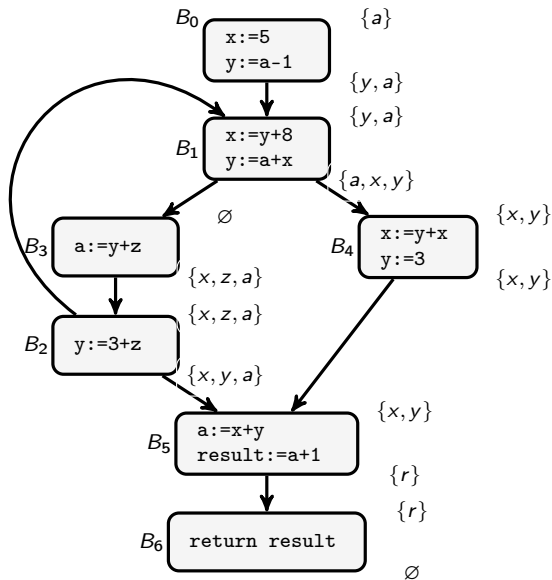 B0
{a}
x:=5
y:=a-1
{y, a}
{y, a}
B1
x:=y+8
y:=a+x
{a, x, y}
∅
{x, y}
B3
a:=y+z
B4
x:=y+x
y:=3
{x, z, a}
{x, y}
{x, z, a}
B2
y:=3+z
{x, y, a}
{x, y}
B5
a:=x+y
result:=a+1
{r}
{r}
B6
return result
∅